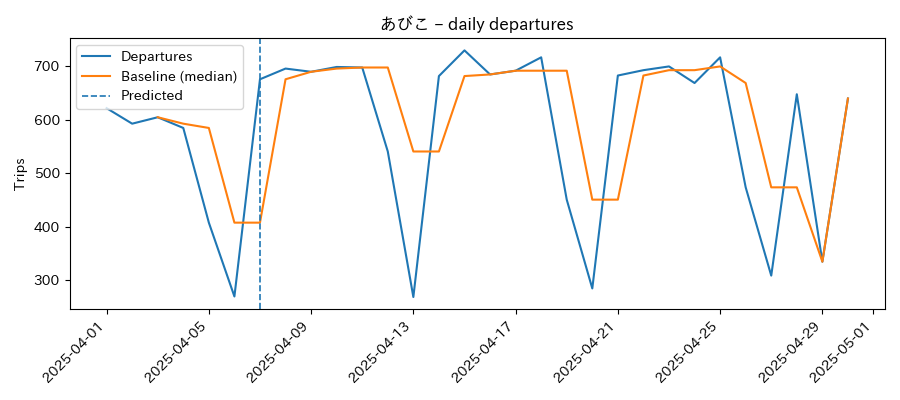 あびこ – daily departures
Departures
Baseline (median)
Predicted
Trips
700
600
500
400
300
2025-04-01
2025-04-05
2025-04-09
2025-04-13
2025-04-17
2025-04-21
2025-04-25
2025-04-29
2025-05-01